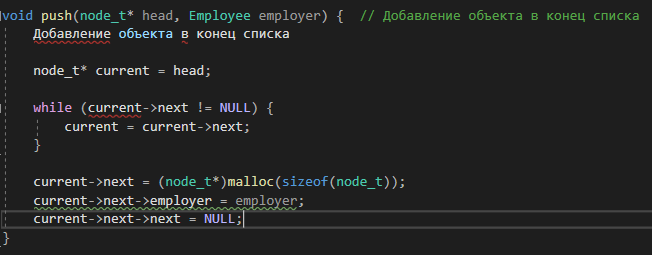 void push(node_t* head, Employee employer) { // Добавление объекта в конец списка
Добавление объекта в конец списка
node_t* current = head;
while (current->next != NULL) {
current = current->next;
}
current->next = (node_t*)malloc(sizeof(node_t));
current->next->employer = employer;
current->next->next = NULL;
}